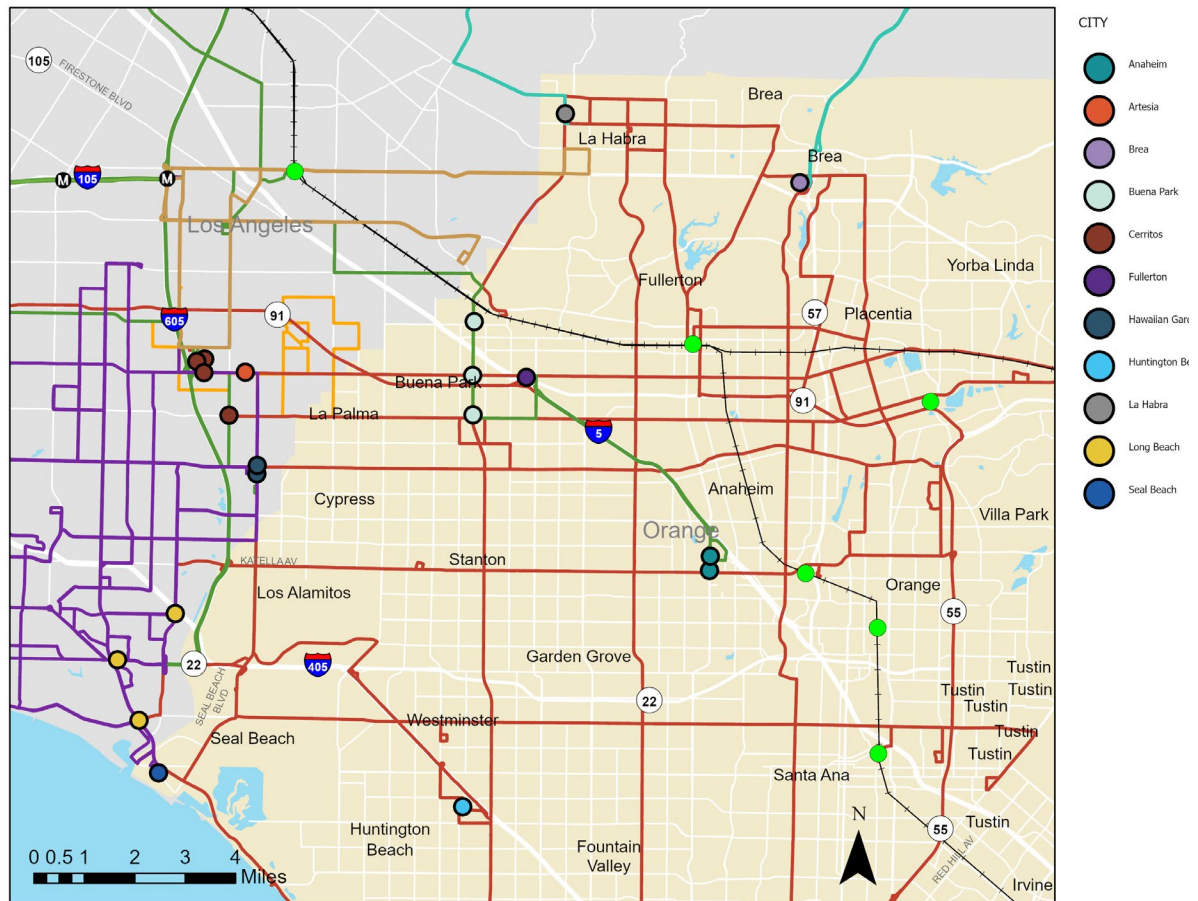 CITY
Anaheim
Artesia
Brea
Buena Park
Cerritos
Fullerton
Hawaiian Gard
Huntington Be
La Habra
Long Beach
Seal Beach
105
FIRESTONE BLVD
Brea
La Habra
Brea
M
105
M
Los Angeles
Yorba Linda
Fullerton
605
91
57
Placentia
Buena Park
La Palma
91
5
Cypress
Anaheim
Villa Park
Orange
KATELLA AV
Stanton
Los Alamitos
Orange
55
22
405
Garden Grove
Tustin
Tustin
Tustin
Tustin
22
SEAL BEACH
BLVD
Westminster
Seal Beach
Tustin
Tustin
Santa Ana
N
Huntington
Beach
Fountain
Valley
Tustin
55
RED HILL AV
Irvine
0 0.5 1 2 3 4
Miles